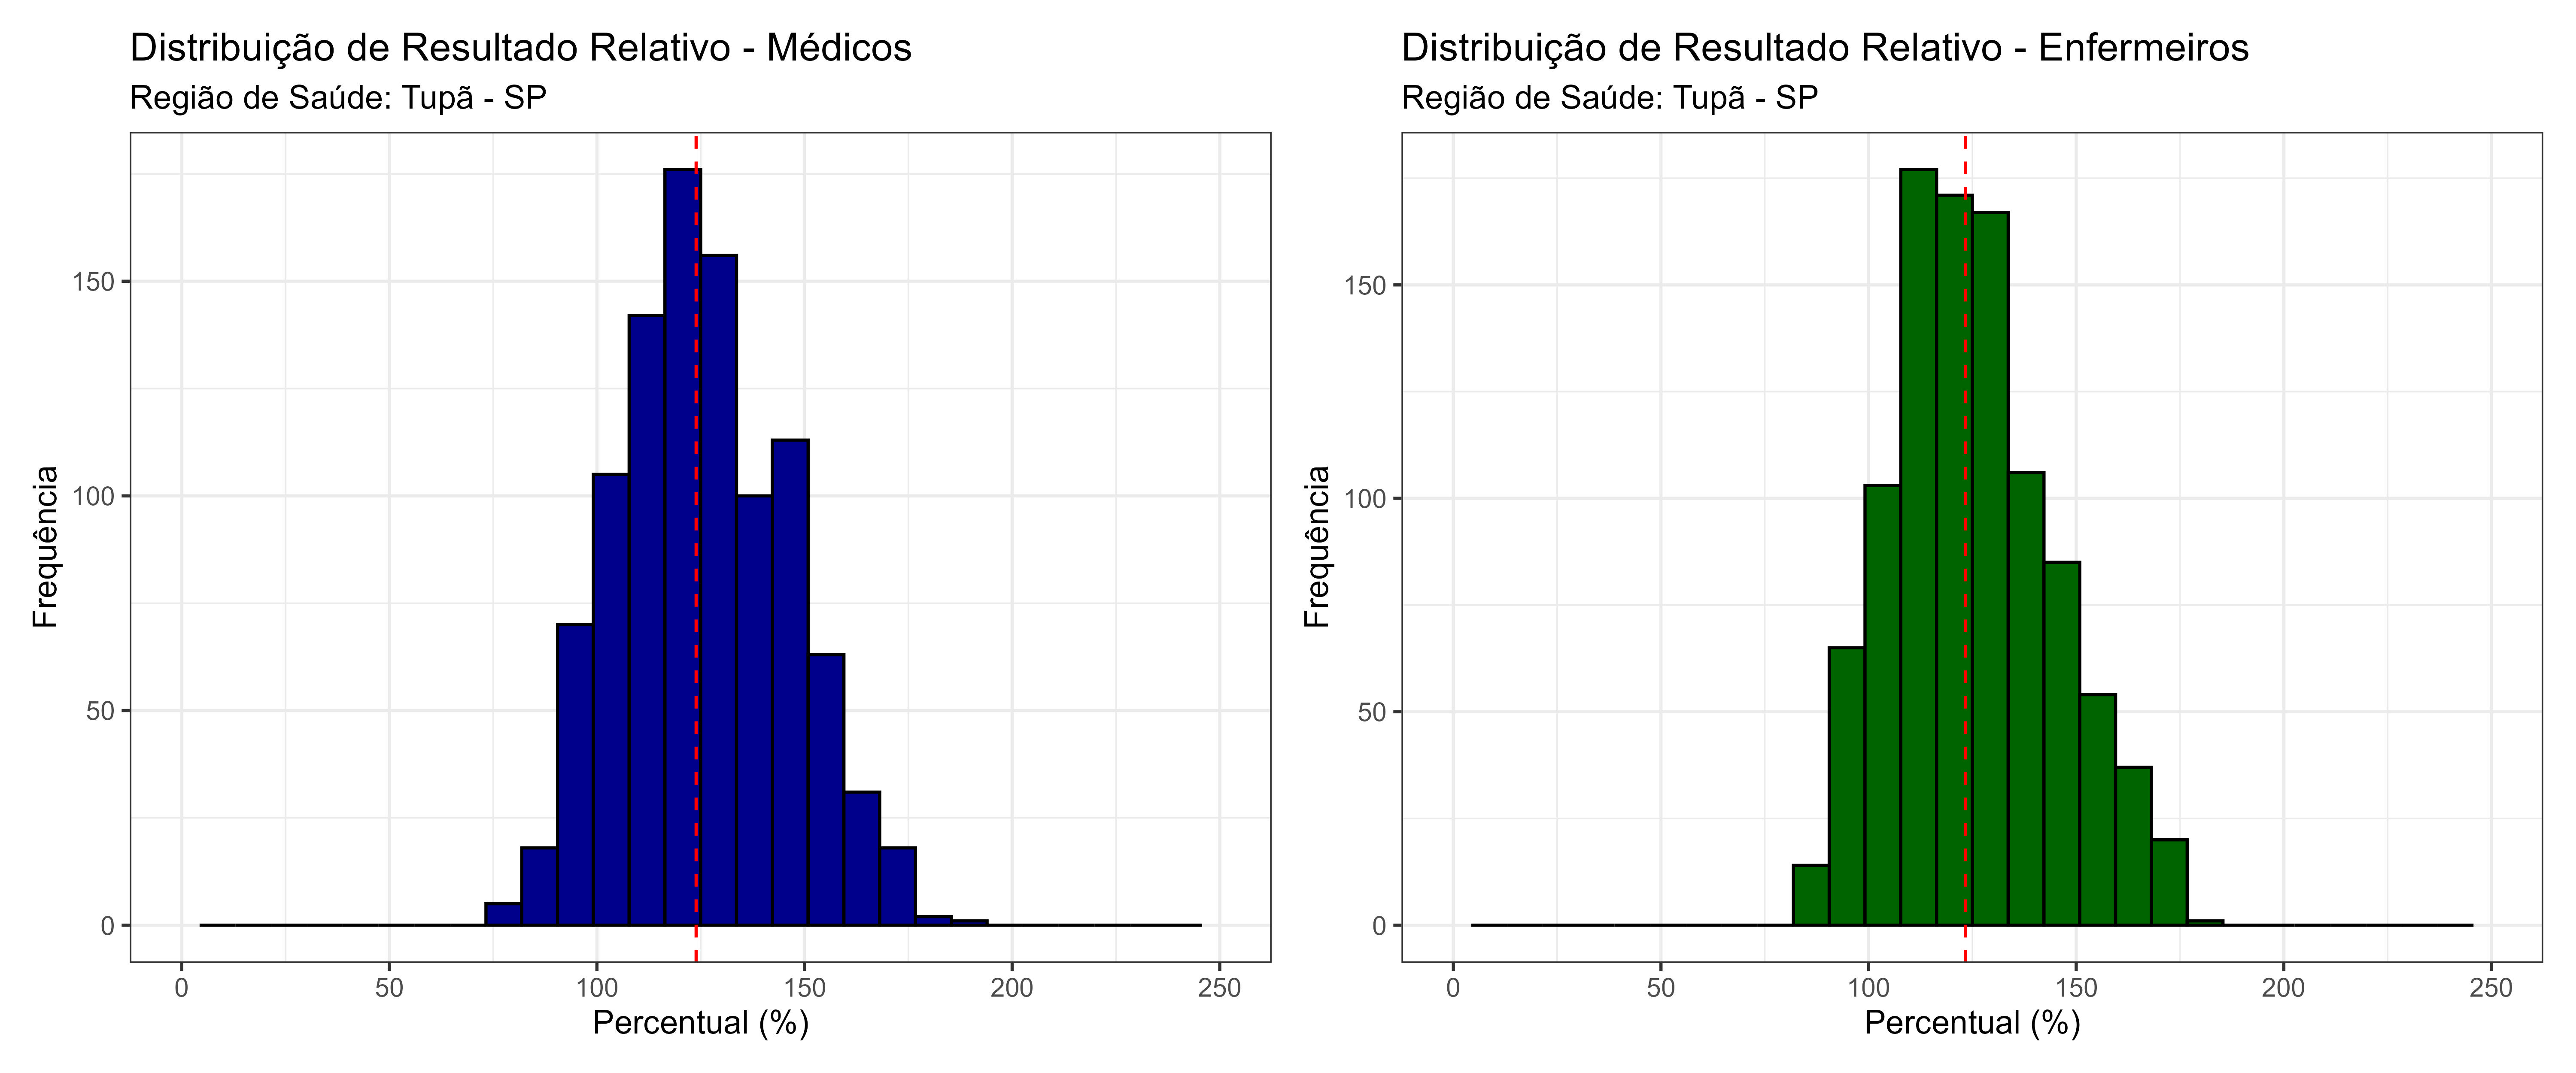 Distribuição de Resultado Relativo - Médicos
Região de Saúde: Tupã - SP
Frequência
150
100
50
0
0 50 100 150 200 250
Percentual (%)
Distribuição de Resultado Relativo - Enfermeiros
Região de Saúde: Tupã - SP
Frequência
150
100
50
0
0 50 100 150 200 250
Percentual (%)